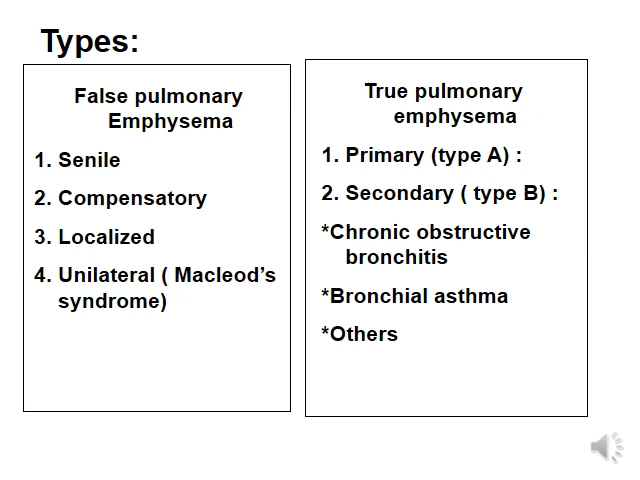 Types:
False pulmonary
Emphysema
1. Senile
2. Compensatory
3. Localized
4. Unilateral ( Macleod’s
syndrome)
True pulmonary
emphysema
1. Primary (type A) :
2. Secondary ( type B) :
*Chronic obstructive
bronchitis
*Bronchial asthma
*Others